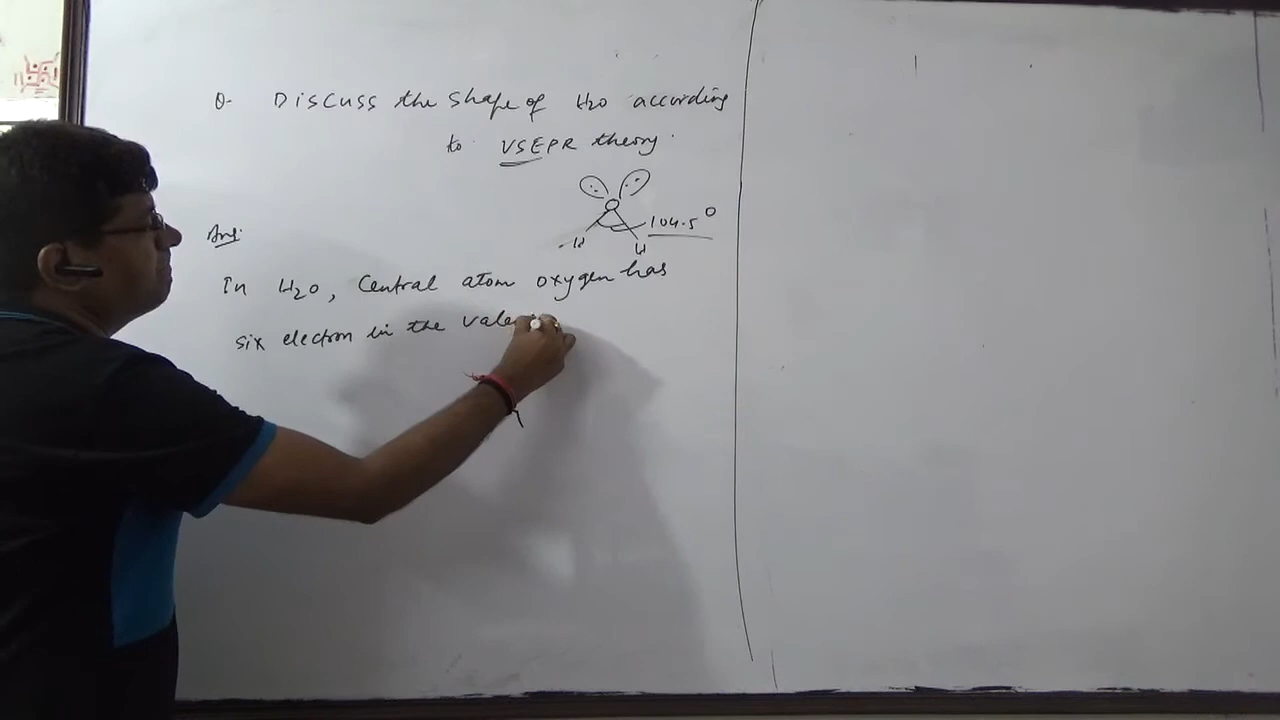 Q- Discuss the shape of H2O according
to VSEPR theory.
104.5°
H H
Ans:
In H2O, Central atom oxygen has
six electron in the vale